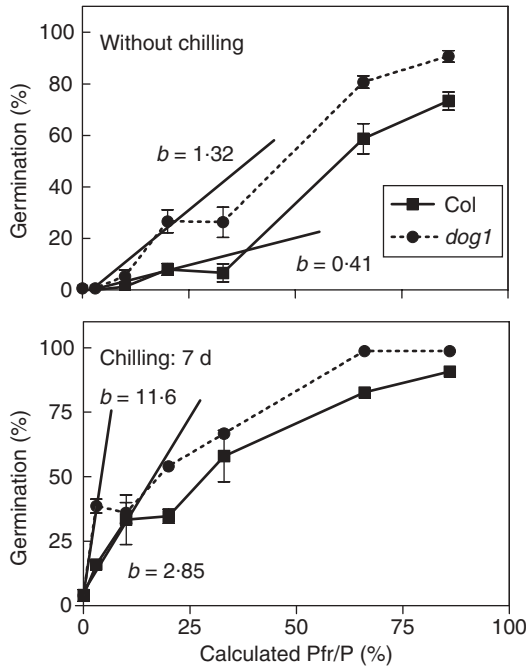 100
Without chilling
80
b = 1·32
60
Germination (%)
40
Col
dog1
20
b = 0·41
0
100
Chilling: 7 d
b = 11·6
75
Germination (%)
50
25
b = 2·85
0
0
25
50
75
100
Calculated Pfr/P (%)